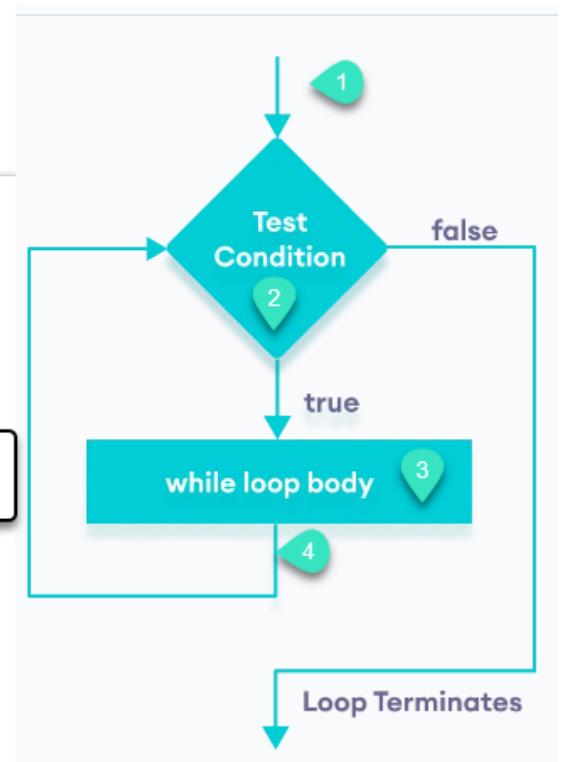 1
Test
Condition
false
2
true
while loop body
3
4
Loop Terminates